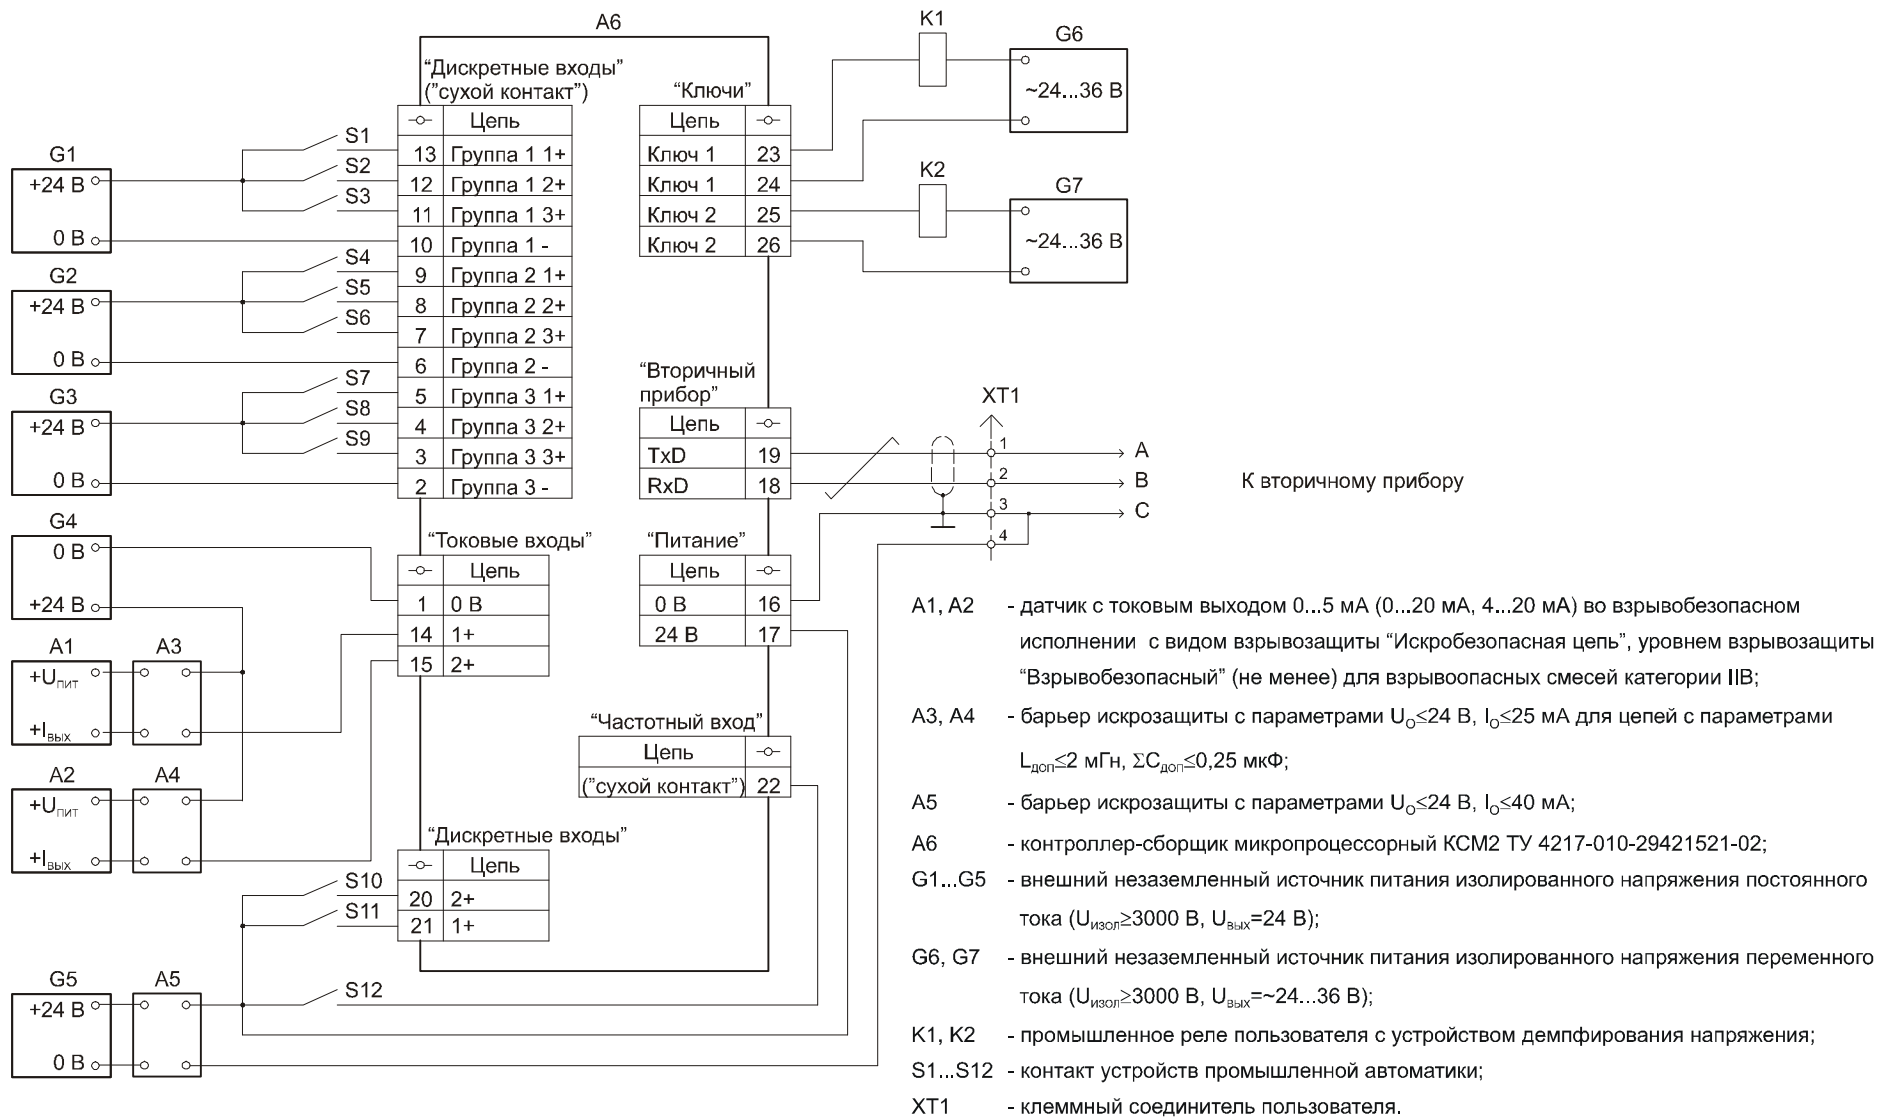 A6
K1
G6
~24...36 В
K2
G7
~24...36 В
“Дискретные входы”
(”сухой контакт”)
Цепь
13 Группа 1 1+
12 Группа 1 2+
11 Группа 1 3+
10 Группа 1 -
9 Группа 2 1+
8 Группа 2 2+
7 Группа 2 3+
6 Группа 2 -
5 Группа 3 1+
4 Группа 3 2+
3 Группа 3 3+
2 Группа 3 -
S1
S2
S3
S4
S5
S6
S7
S8
S9
G1
+24 В
0 В
G2
+24 В
0 В
G3
+24 В
0 В
G4
0 В
+24 В
“Ключи”
Цепь
Ключ 1 23
Ключ 1 24
Ключ 2 25
Ключ 2 26
“Вторичный
прибор”
Цепь
TxD 19
RxD 18
XT1
1
2
3
4
A
B
C
К вторичному прибору
“Токовые входы”
Цепь
1 0 В
14 1+
15 2+
“Питание”
Цепь
0 В 16
24 В 17
A1
+Uпит
+Iвых
A3
A2
+Uпит
+Iвых
A4
“Частотный вход”
Цепь
(”сухой контакт”) 22
“Дискретные входы”
Цепь
20 2+
21 1+
S10
S11
S12
G5
+24 В
0 В
A5
A1, A2 - датчик с токовым выходом 0...5 мА (0...20 мА, 4...20 мА) во взрывобезопасном
исполнении с видом взрывозащиты “Искробезопасная цепь”, уровнем взрывозащиты
“Взрывобезопасный” (не менее) для взрывоопасных смесей категории IIB;
A3, A4 - барьер искрозащиты с параметрами UO≤24 В, IO≤25 мА для цепей с параметрами
Lдоп≤2 мГн, ΣCдоп≤0,25 мкФ;
A5 - барьер искрозащиты с параметрами UO≤24 В, IO≤40 мА;
A6 - контроллер-сборщик микропроцессорный КСМ2 ТУ 4217-010-29421521-02;
G1...G5 - внешний незаземленный источник питания изолированного напряжения постоянного
тока (Uизол≥3000 В, Uвых=24 В);
G6, G7 - внешний незаземленный источник питания изолированного напряжения переменного
тока (Uизол≥3000 В, Uвых=~24...36 В);
K1, K2 - промышленное реле пользователя с устройством демпфирования напряжения;
S1...S12 - контакт устройств промышленной автоматики;
XT1 - клеммный соединитель пользователя.